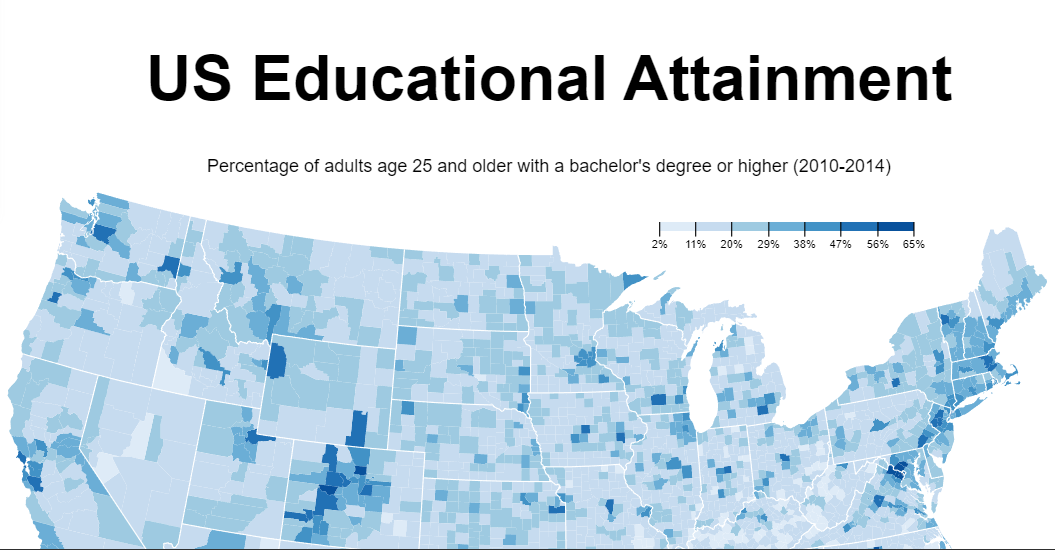 US Educational Attainment
Percentage of adults age 25 and older with a bachelor's degree or higher (2010-2014)
2% 11% 20% 29% 38% 47% 56% 65%